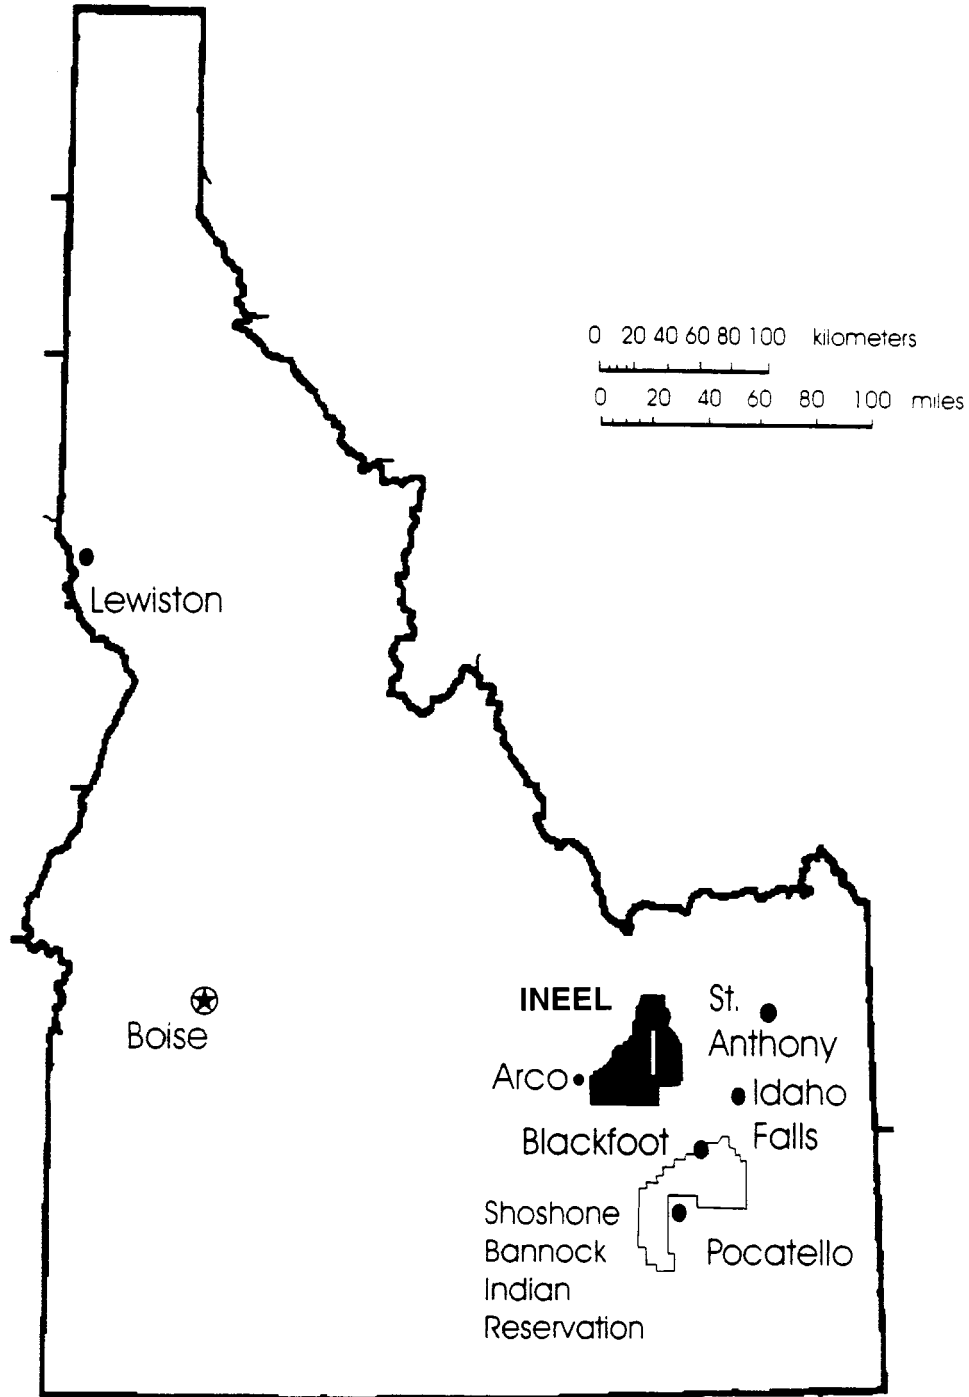 0 20 40 60 80 100 kilometers
0 20 40 60 80 100 miles
Lewiston
Boise
INEEL
St.
Anthony
Arco
Idaho
Falls
Blackfoot
Shoshone
Bannock
Indian
Reservation
Pocatello